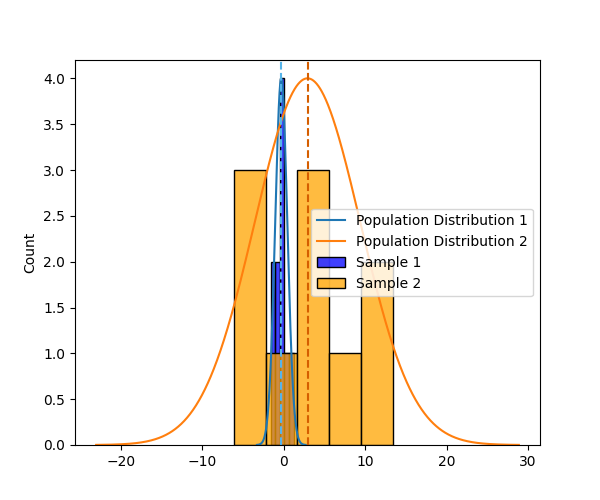 4.0
3.5
3.0
2.5
2.0
1.5
1.0
0.5
0.0
Count
Population Distribution 1
Population Distribution 2
Sample 1
Sample 2
−20 −10 0 10 20 30